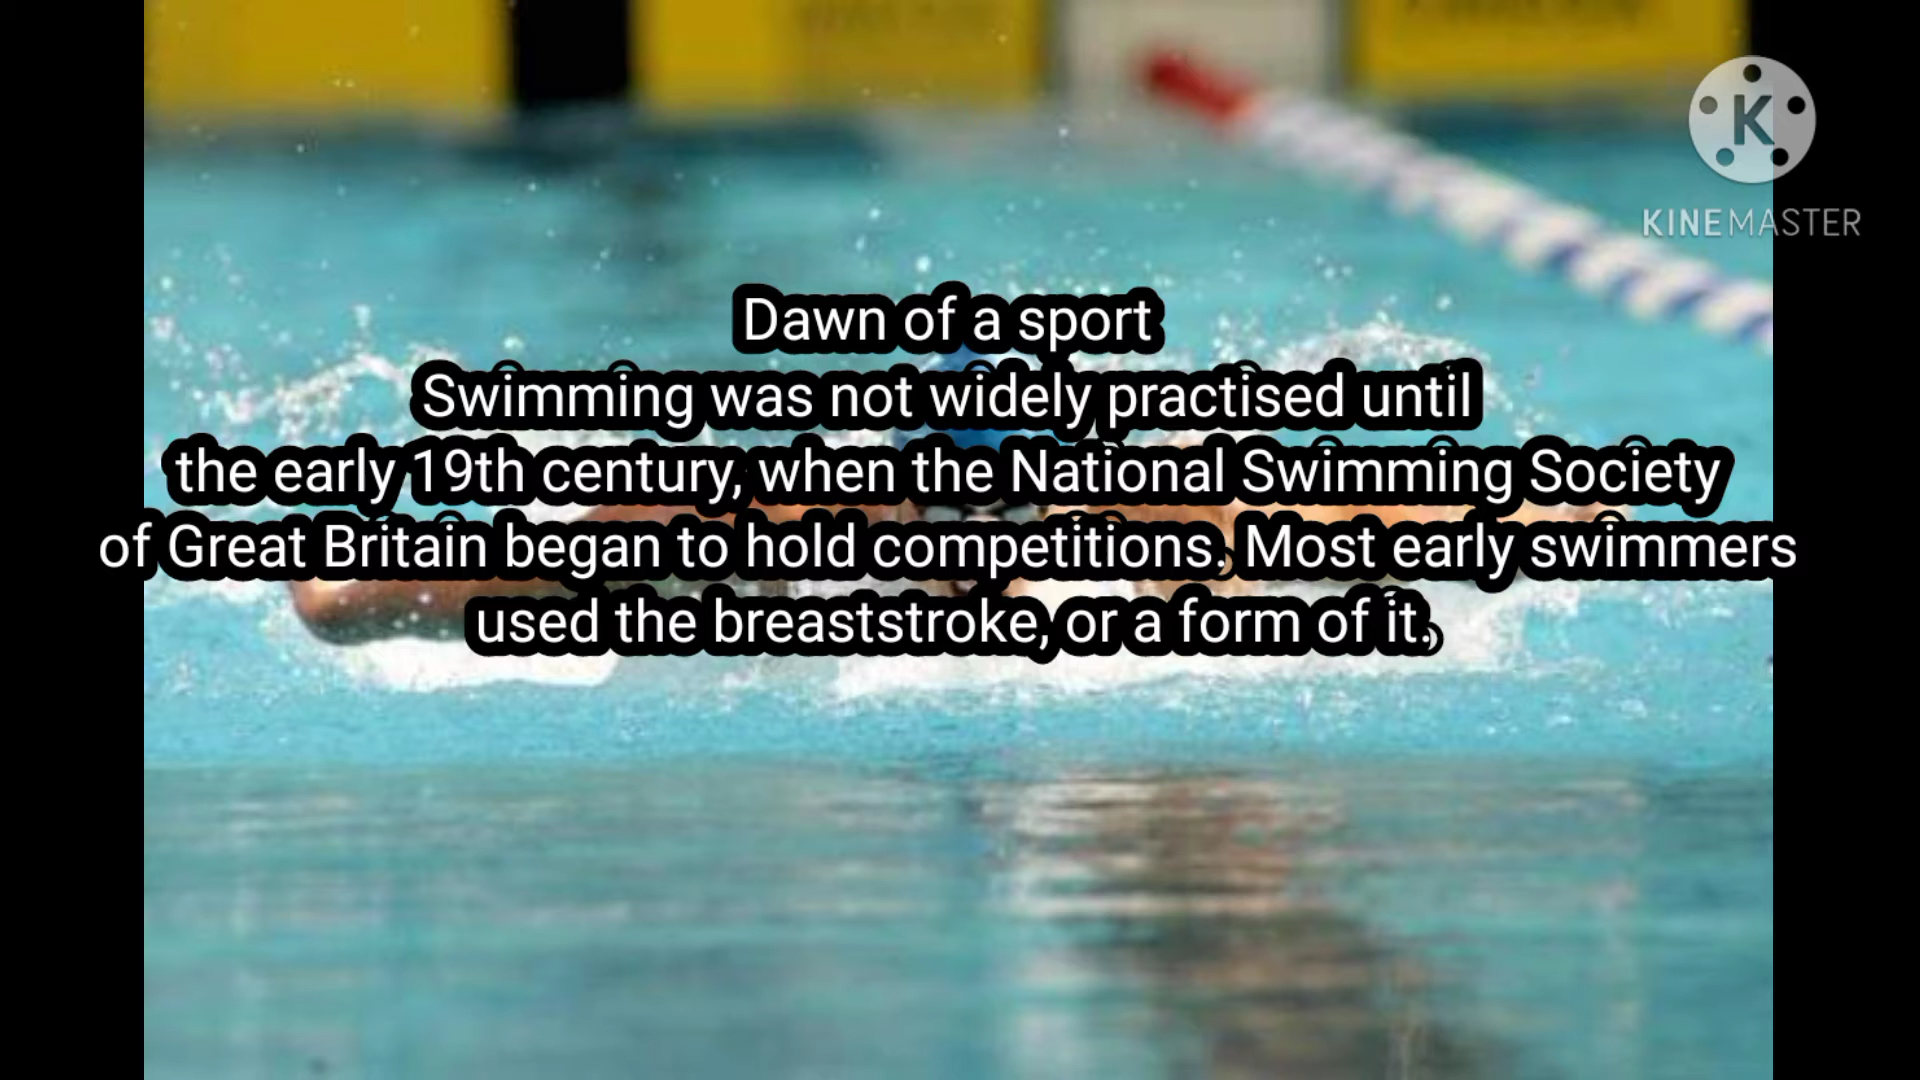 K
KINEMASTER
Dawn of a sport
Swimming was not widely practised until
the early 19th century, when the National Swimming Society
of Great Britain began to hold competitions. Most early swimmers
used the breaststroke, or a form of it.